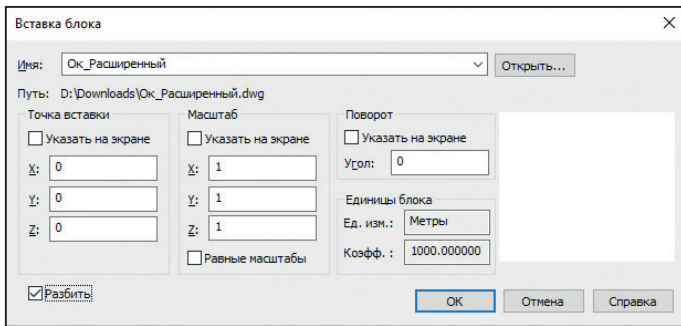 Вставка блока
Имя: Ок_Расширенный Открыть...
Путь: D:\Downloads\Ок_Расширенный.dwg
Точка вставки Масштаб Поворот
Указать на экране Указать на экране Указать на экране
X: 0 X: 1 Угол: 0
Y: 0 Y: 1 Единицы блока
Z: 0 Z: 1 Ед. изм.: Метры
Равные масштабы Коэфф. : 1000.000000
Разбить OK Отмена Справка